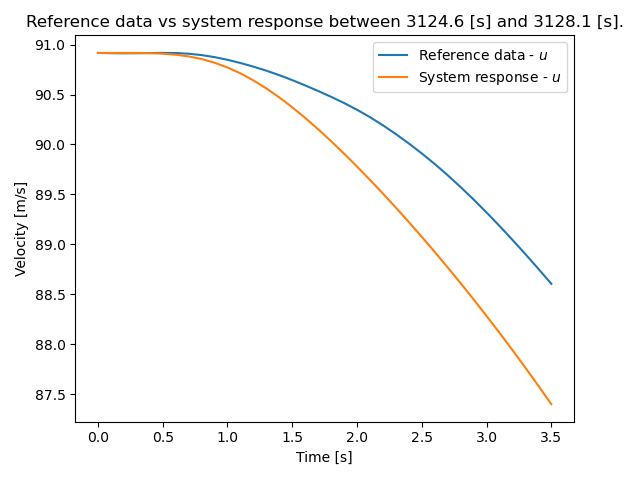 Reference data vs system response between 3124.6 [s] and 3128.1 [s].
Reference data - u
System response - u
Velocity [m/s]
91.0
90.5
90.0
89.5
89.0
88.5
88.0
87.5
0.0 0.5 1.0 1.5 2.0 2.5 3.0 3.5
Time [s]